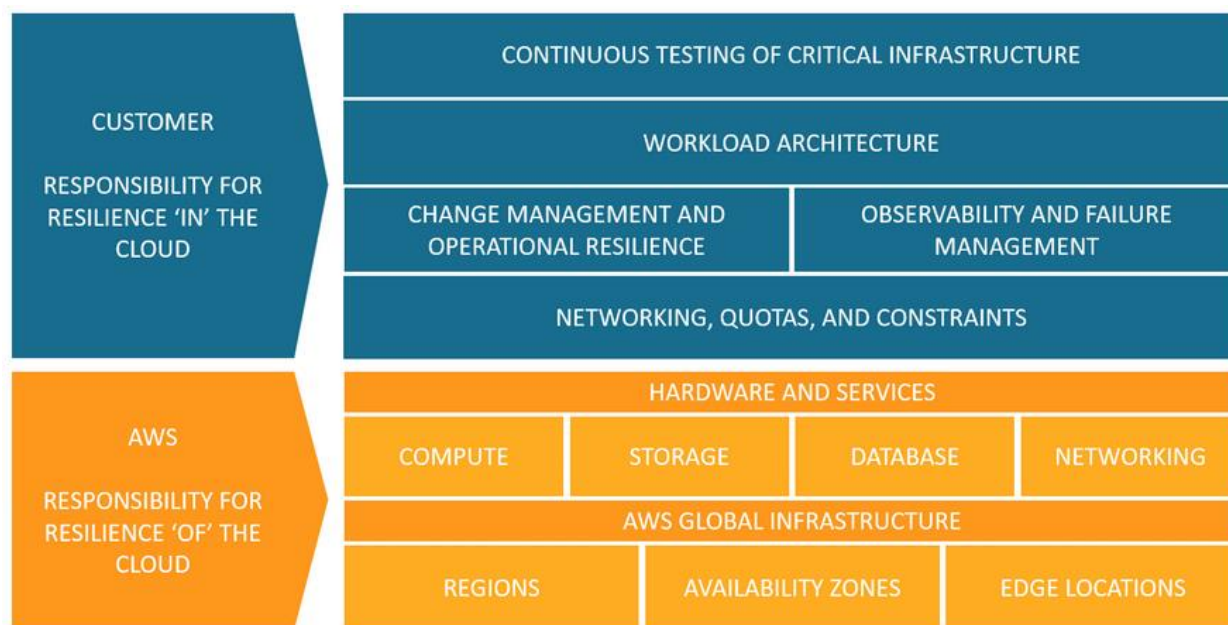 CUSTOMER
RESPONSIBILITY FOR
RESILIENCE ‘IN’ THE
CLOUD
CONTINUOUS TESTING OF CRITICAL INFRASTRUCTURE
WORKLOAD ARCHITECTURE
CHANGE MANAGEMENT AND
OPERATIONAL RESILIENCE
OBSERVABILITY AND FAILURE
MANAGEMENT
NETWORKING, QUOTAS, AND CONSTRAINTS
AWS
RESPONSIBILITY FOR
RESILIENCE ‘OF’ THE
CLOUD
HARDWARE AND SERVICES
COMPUTE
STORAGE
DATABASE
NETWORKING
AWS GLOBAL INFRASTRUCTURE
REGIONS
AVAILABILITY ZONES
EDGE LOCATIONS